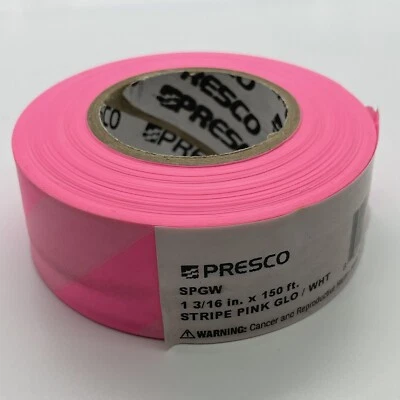 PRESCO
PRESCO
PRESCO
SPGW
1 3/16 in. x 150 ft.
STRIPE PINK GLO / WHT
WARNING: Cancer and Reproductive